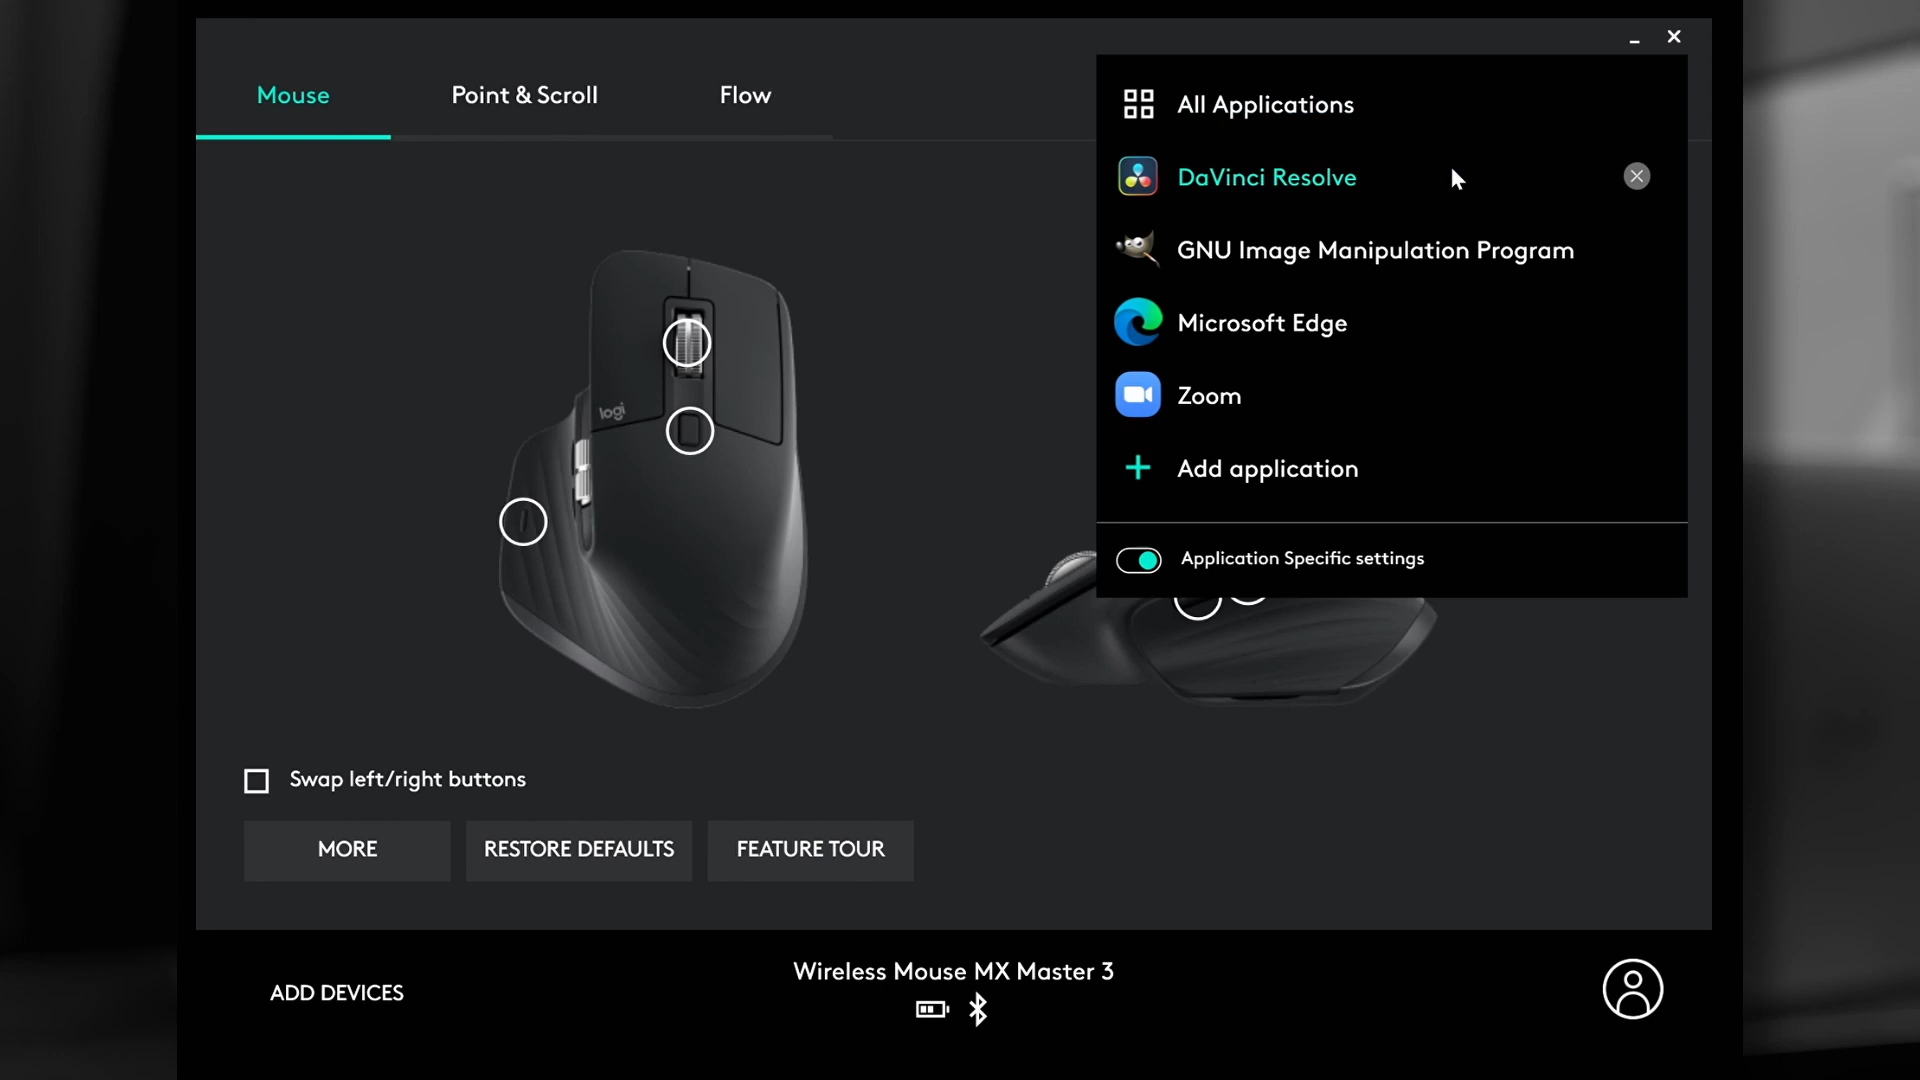 Mouse
Point & Scroll
Flow
All Applications
DaVinci Resolve
GNU Image Manipulation Program
Microsoft Edge
Zoom
Add application
Application Specific settings
logi
Swap left/right buttons
MORE
RESTORE DEFAULTS
FEATURE TOUR
ADD DEVICES
Wireless Mouse MX Master 3